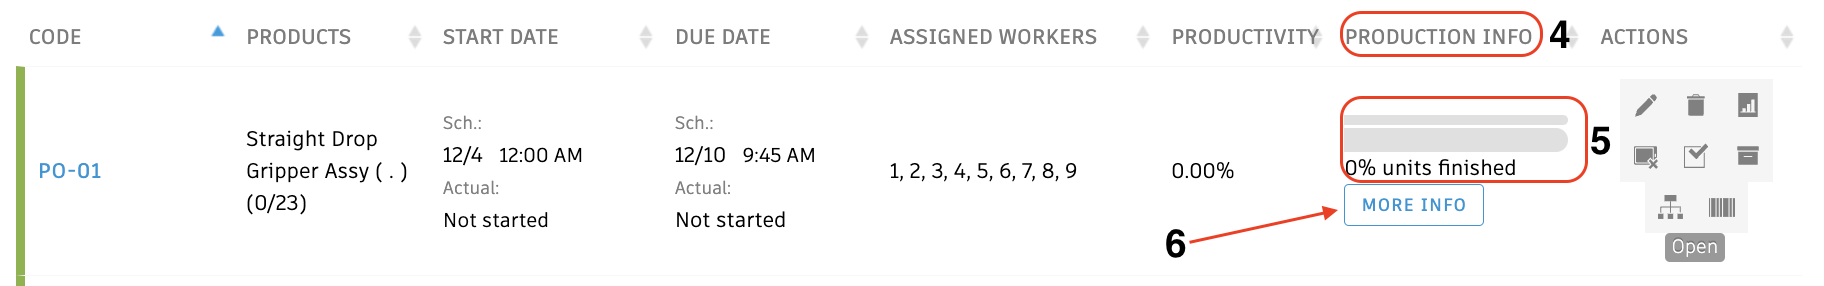 CODE PRODUCTS START DATE DUE DATE ASSIGNED WORKERS PRODUCTIVITY PRODUCTION INFO 4 ACTIONS
PO-01
Straight Drop
Gripper Assy ( . )
(0/23)
Sch.:
12/4 12:00 AM
Actual:
Not started
Sch.:
12/10 9:45 AM
Actual:
Not started
1, 2, 3, 4, 5, 6, 7, 8, 9
0.00%
5
0% units finished
MORE INFO
6
Open